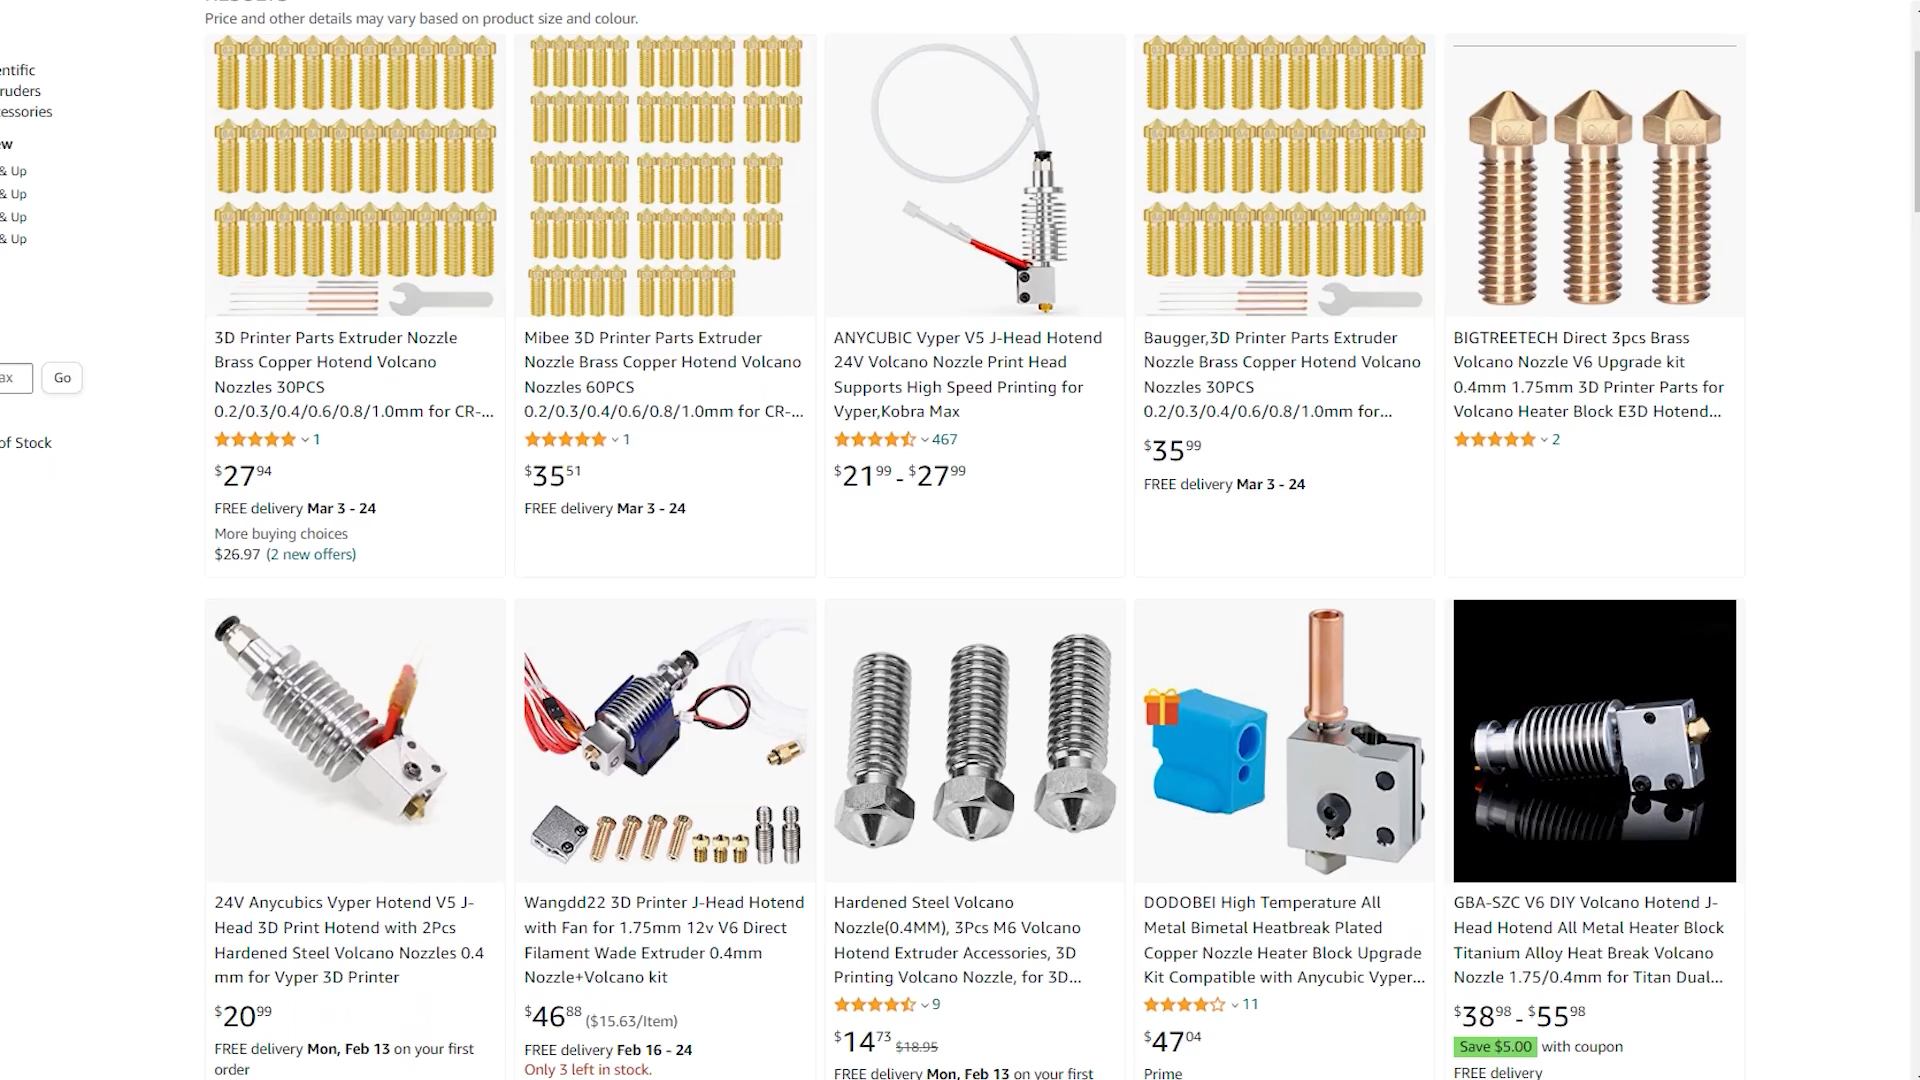 Price and other details may vary based on product size and colour.
entific
ruders
cessories
ew
& Up
& Up
& Up
& Up
ax
Go
of Stock
3D Printer Parts Extruder Nozzle
Brass Copper Hotend Volcano
Nozzles 30PCS
0.2/0.3/0.4/0.6/0.8/1.0mm for CR-...
1
$27 94
FREE delivery Mar 3 - 24
More buying choices
$26.97 (2 new offers)
Mibee 3D Printer Parts Extruder
Nozzle Brass Copper Hotend Volcano
Nozzles 60PCS
0.2/0.3/0.4/0.6/0.8/1.0mm for CR-...
1
$35 51
FREE delivery Mar 3 - 24
ANYCUBIC Vyper V5 J-Head Hotend
24V Volcano Nozzle Print Head
Supports High Speed Printing for
Vyper,Kobra Max
467
$21 99 - $27 99
Baugger,3D Printer Parts Extruder
Nozzle Brass Copper Hotend Volcano
Nozzles 30PCS
0.2/0.3/0.4/0.6/0.8/1.0mm for...
$35 99
FREE delivery Mar 3 - 24
0.4 0.4 0.4
BIGTREETECH Direct 3pcs Brass
Volcano Nozzle V6 Upgrade kit
0.4mm 1.75mm 3D Printer Parts for
Volcano Heater Block E3D Hotend...
2
24V Anycubics Vyper Hotend V5 J-
Head 3D Print Hotend with 2Pcs
Hardened Steel Volcano Nozzles 0.4
mm for Vyper 3D Printer
$20 99
FREE delivery Mon, Feb 13 on your first
order
Wangdd22 3D Printer J-Head Hotend
with Fan for 1.75mm 12v V6 Direct
Filament Wade Extruder 0.4mm
Nozzle+Volcano kit
$46 88 ($15.63/Item)
FREE delivery Feb 16 - 24
Only 3 left in stock.
Hardened Steel Volcano
Nozzle(0.4MM), 3Pcs M6 Volcano
Hotend Extruder Accessories, 3D
Printing Volcano Nozzle, for 3D...
9
$14 73 $18.95
FREE delivery Mon, Feb 13 on your first
DODOBEI High Temperature All
Metal Bimetal Heatbreak Plated
Copper Nozzle Heater Block Upgrade
Kit Compatible with Anycubic Vyper...
11
$47 04
Prime
GBA-SZC V6 DIY Volcano Hotend J-
Head Hotend All Metal Heater Block
Titanium Alloy Heat Break Volcano
Nozzle 1.75/0.4mm for Titan Dual...
$38 98 - $55 98
Save $5.00 with coupon
FREE delivery